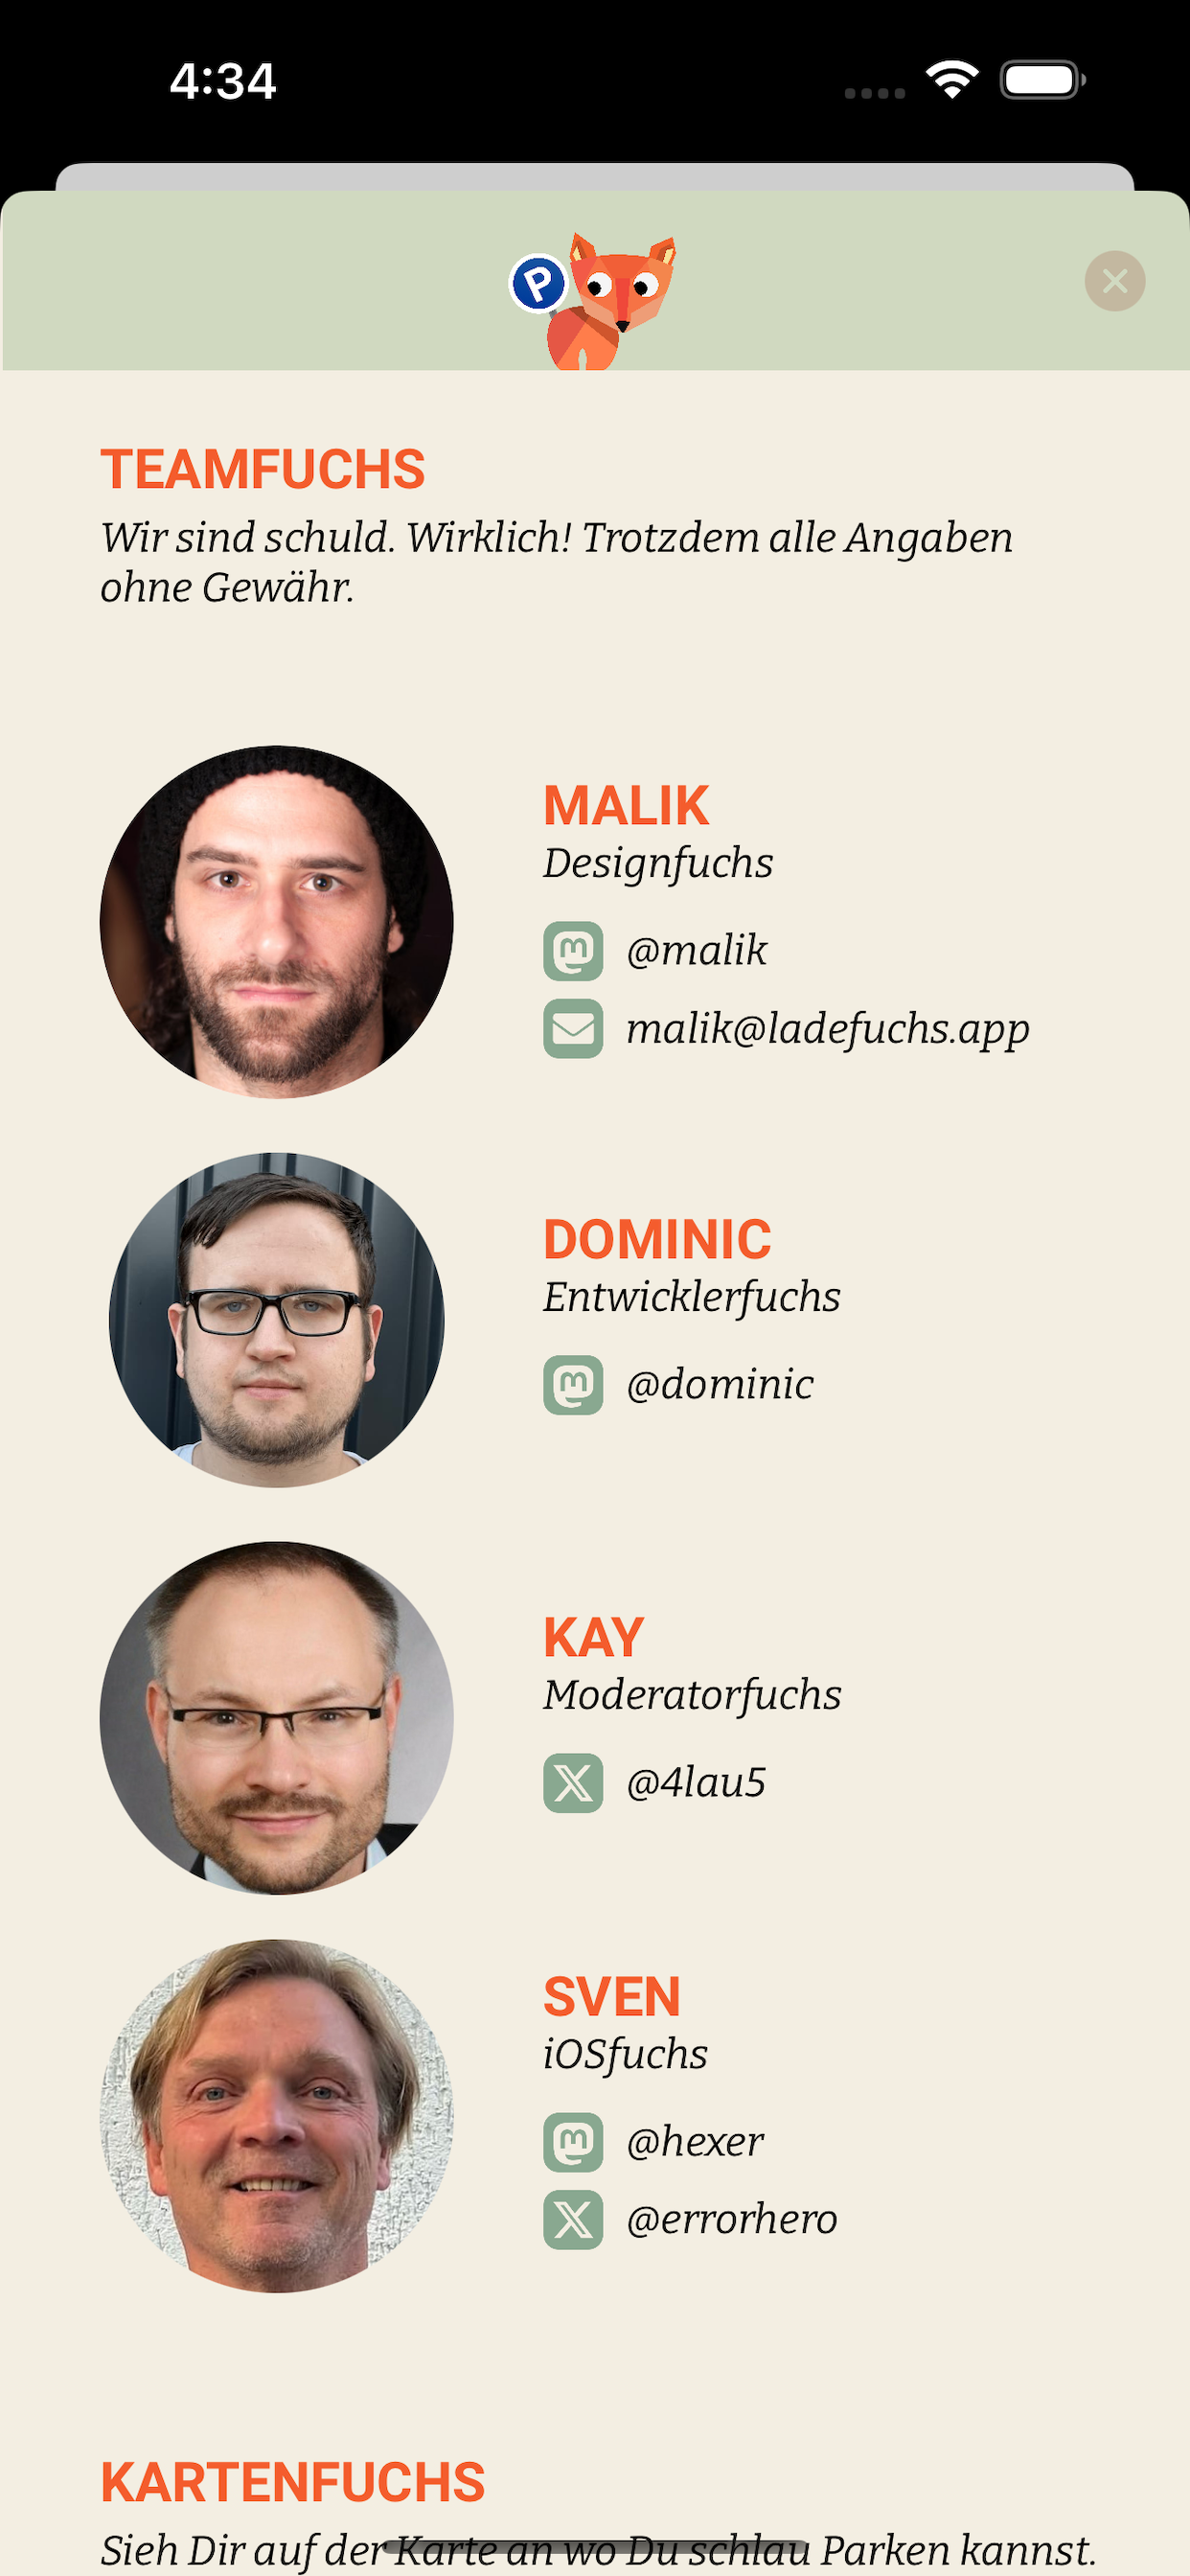 4:34
P
TEAMFUCHS
Wir sind schuld. Wirklich! Trotzdem alle Angaben
ohne Gewähr.
MALIK
Designfuchs
@malik
malik@ladefuchs.app
DOMINIC
Entwicklerfuchs
@dominic
KAY
Moderatorfuchs
@4lau5
SVEN
iOSfuchs
@hexer
@errorhero
KARTENFUCHS
Sieh Dir auf der Karte an wo Du schlau Parken kannst.